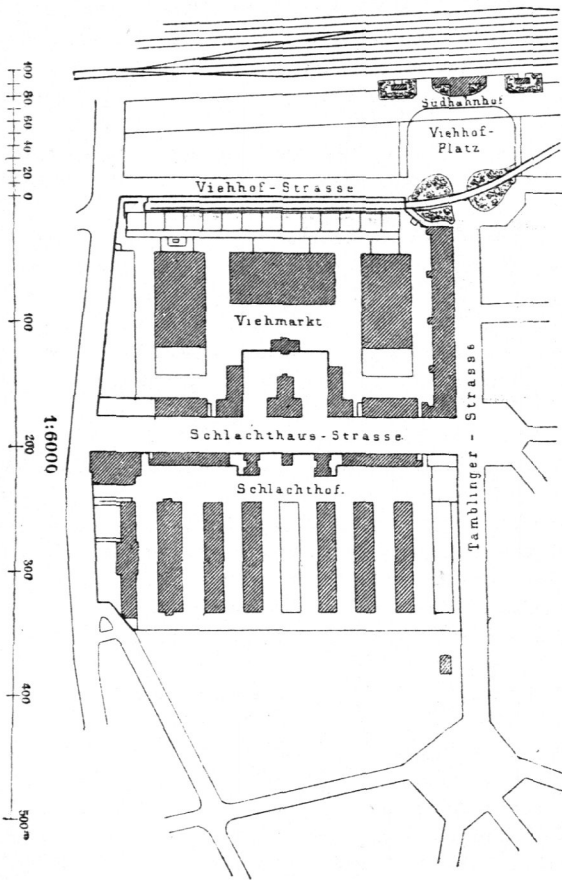 Südbahnhof
Viehhof-
Platz
Viehhof-Strasse
Viehmarkt
Schlachthaus-Strasse
Schlachthof.
Tamblinger-Strasse
1:6000
100
80
60
40
20
0
100
200
300
400
500m